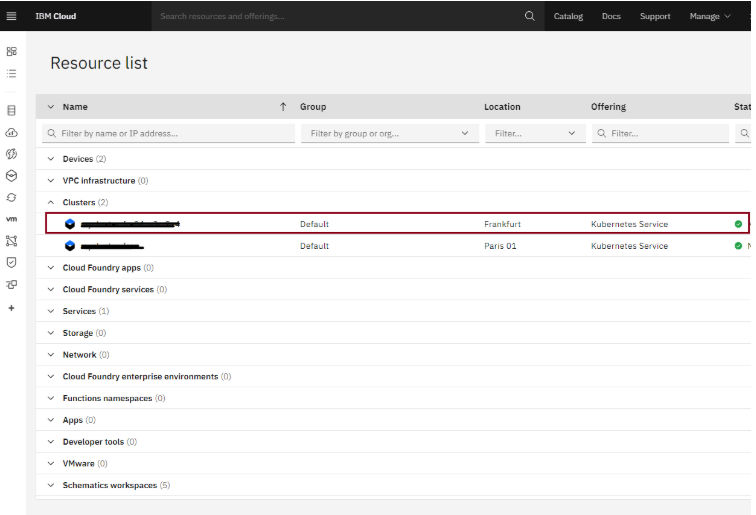 IBM Cloud Search resources and offerings... Catalog Docs Support Manage
Resource list
Name Group Location Offering
Filter by name or IP address... Filter by group or org... Filter... Filter...
Devices (2)
VPC infrastructure (0)
Clusters (2)
Default Frankfurt Kubernetes Service
Default Paris 01 Kubernetes Service
Cloud Foundry apps (0)
Cloud Foundry services (0)
Services (1)
Storage (0)
Network (0)
Cloud Foundry enterprise environments (0)
Functions namespaces (0)
Apps (0)
Developer tools (0)
vm
VMware (0)
Schematics workspaces (5)